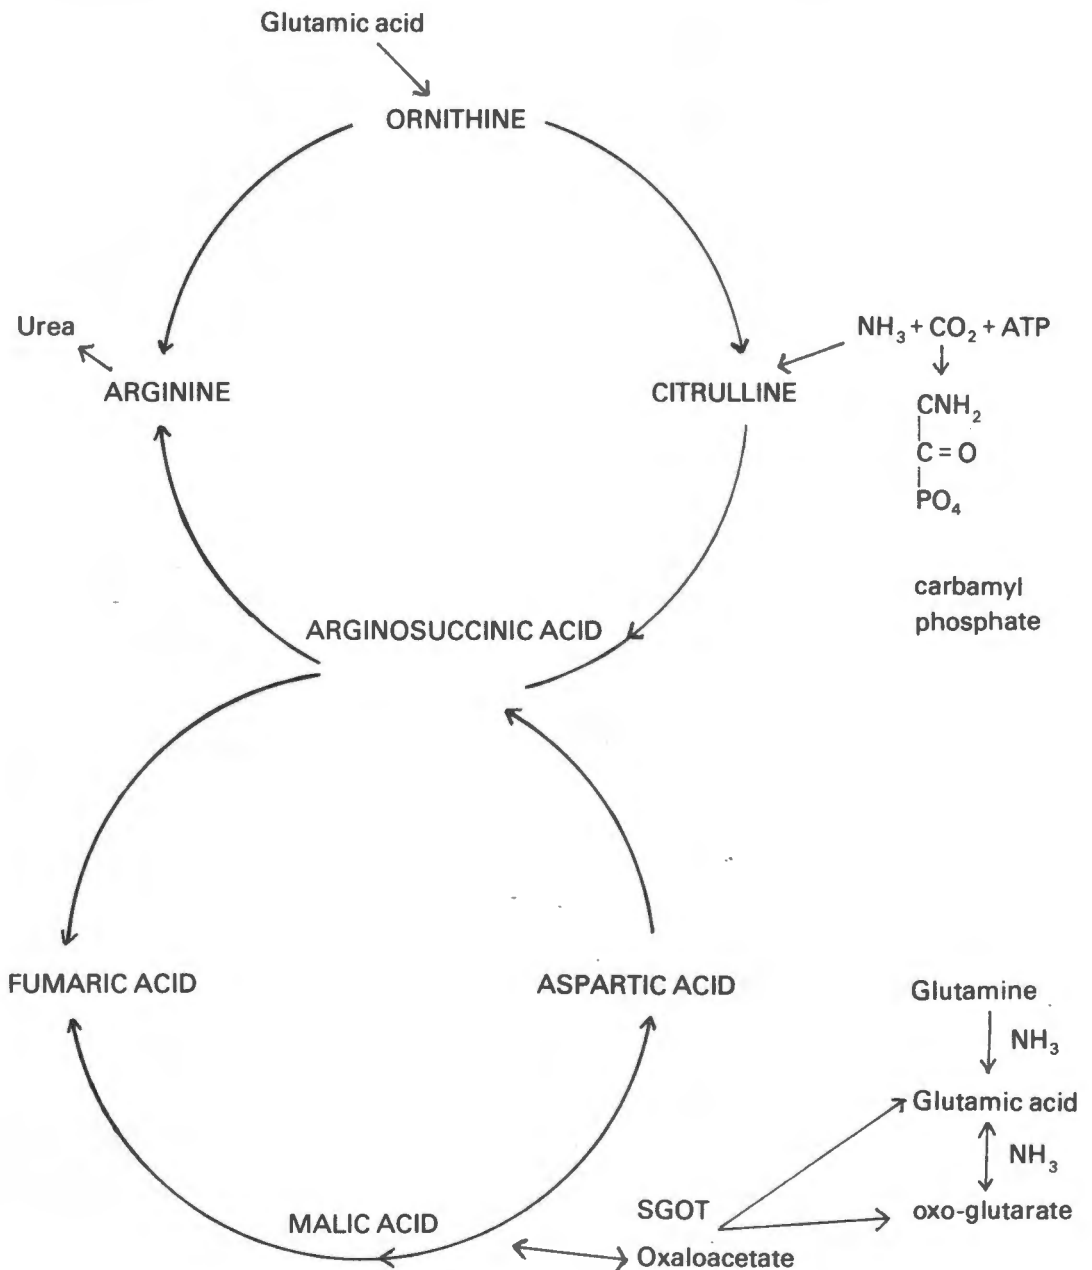 Glutamic acid
ORNITHINE
Urea
NH₃ + CO₂ + ATP
ARGININE
CITRULLINE
CNH₂
C = O
PO₄
carbamyl
phosphate
ARGINOSUCCINIC ACID
FUMARIC ACID
ASPARTIC ACID
Glutamine
NH₃
Glutamic acid
NH₃
MALIC ACID
SGOT
oxo-glutarate
Oxaloacetate